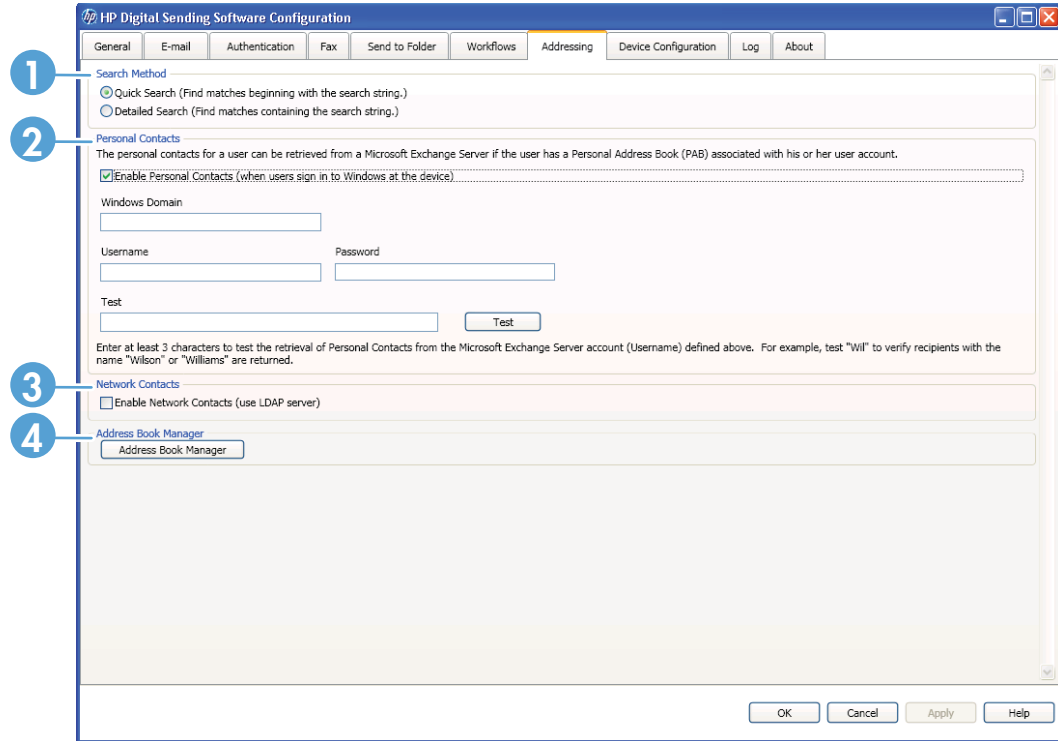 hp HP Digital Sending Software Configuration
General E-mail Authentication Fax Send to Folder Workflows Addressing Device Configuration Log About
1
Search Method
Quick Search (Find matches beginning with the search string.)
Detailed Search (Find matches containing the search string.)
2
Personal Contacts
The personal contacts for a user can be retrieved from a Microsoft Exchange Server if the user has a Personal Address Book (PAB) associated with his or her user account.
Enable Personal Contacts (when users sign in to Windows at the device)
Windows Domain
Username Password
Test
Test
Enter at least 3 characters to test the retrieval of Personal Contacts from the Microsoft Exchange Server account (Username) defined above. For example, test "Wil" to verify recipients with the
name "Wilson" or "Williams" are returned.
3
Network Contacts
Enable Network Contacts (use LDAP server)
4
Address Book Manager
Address Book Manager
OK Cancel Apply Help